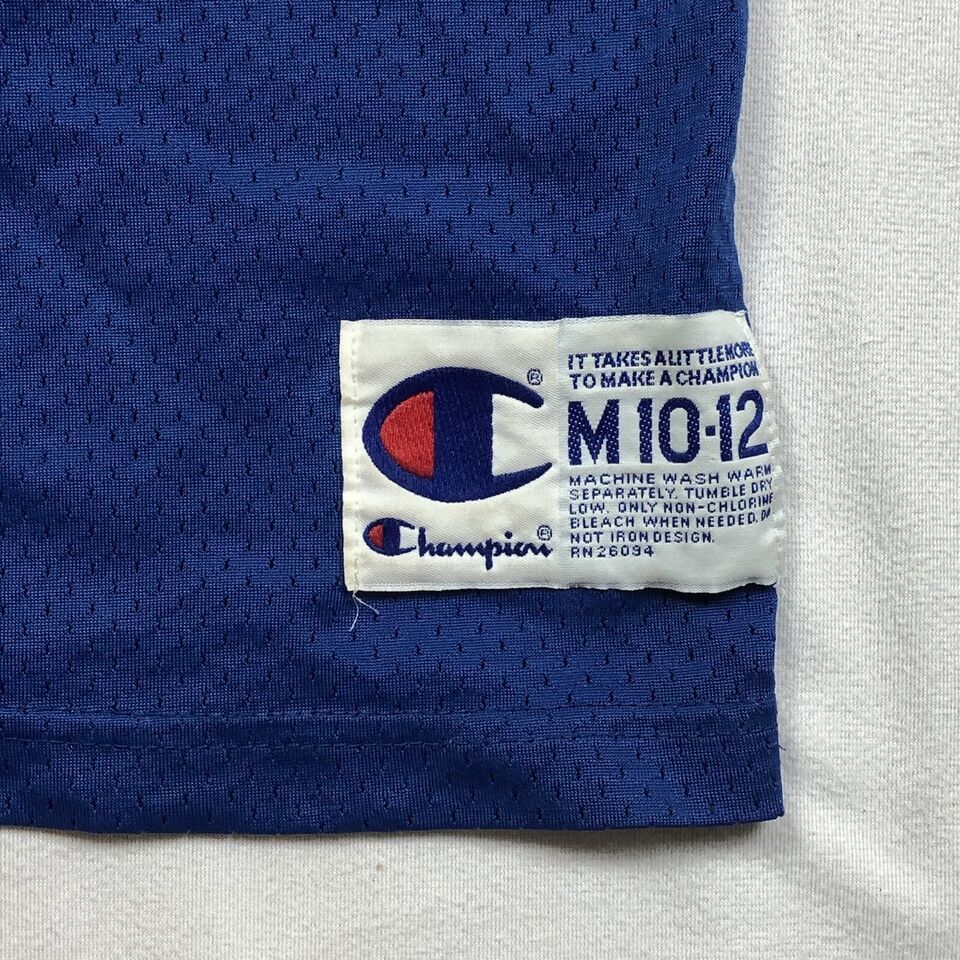 ®
Champion®
IT TAKES A LITTLE MORE
TO MAKE A CHAMPION
M 10-12
MACHINE WASH WARM
SEPARATELY. TUMBLE DRY
LOW. ONLY NON-CHLORINE
BLEACH WHEN NEEDED. DO
NOT IRON DESIGN.
RN 26094